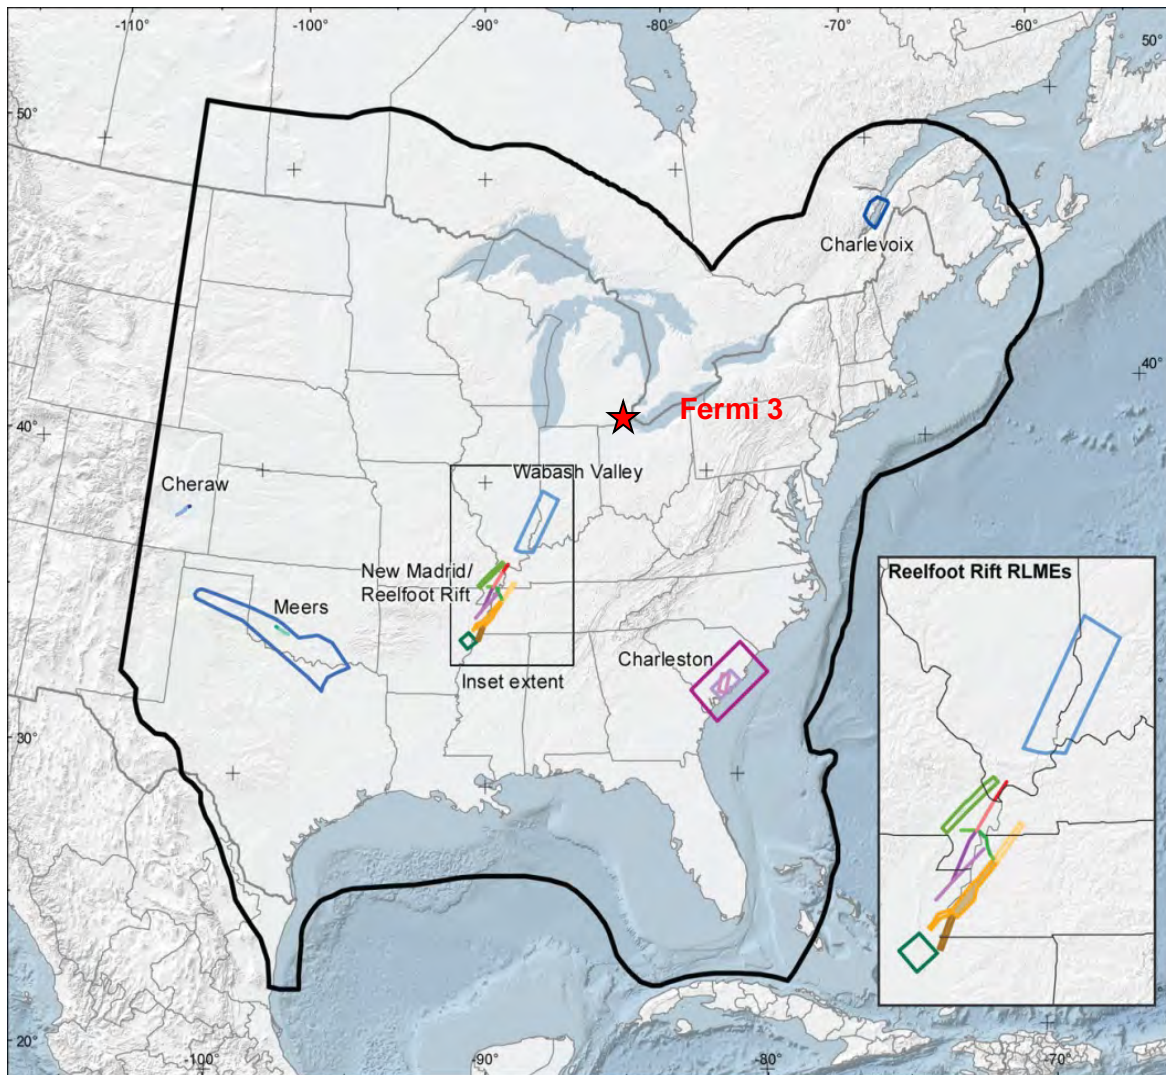 -110°
-100°
-90°
-80°
-70°
-60°
50°
50°
Charlevoix
40°
Fermi 3
40°
Wabash Valley
Cheraw
New Madrid/
Reelfoot Rift
Reelfoot Rift RLMEs
Meers
Charleston
Inset extent
30°
20°
-100°
-90°
-80°
-70°